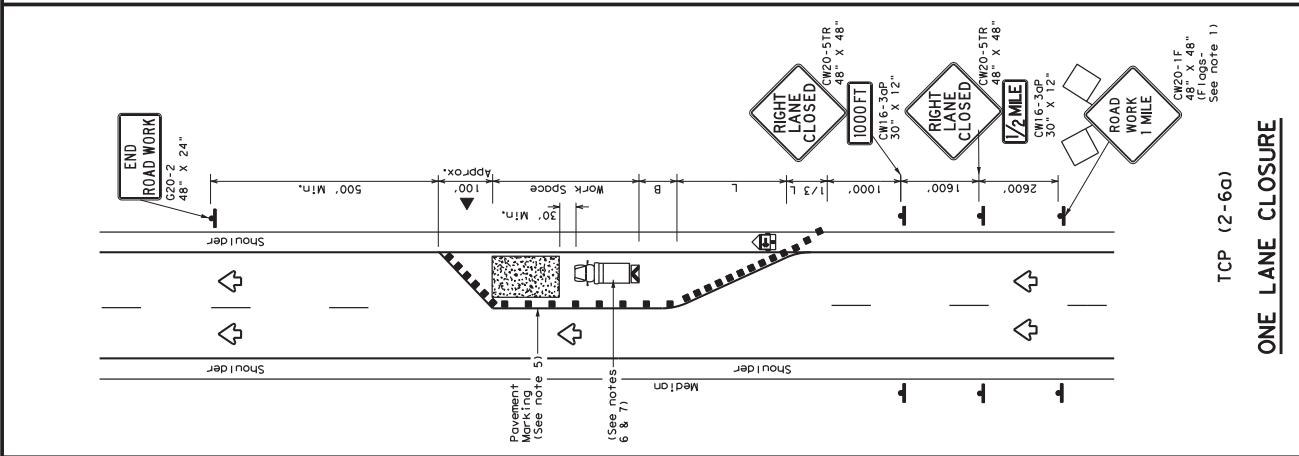 END
ROAD WORK
G20-2
48" X 24"
Shoulder
500' Min.
100'
Approx.
Work Space
30' Min.
B
L
1/3 L
1000'
1600'
2600'
RIGHT
LANE
CLOSED
CW20-5TR
48" X 48"
1000 FT
CW16-3aP
30" X 12"
RIGHT
LANE
CLOSED
CW20-5TR
48" X 48"
1/2 MILE
CW16-3aP
30" X 12"
ROAD
WORK
1 MILE
CW20-1F
48" X 48"
(Flags-
See note 1)
Shoulder
Shoulder
Median
Pavement
Marking
(See note 5)
(See notes
6 & 7)
TCP (2-6a)
ONE LANE CLOSURE